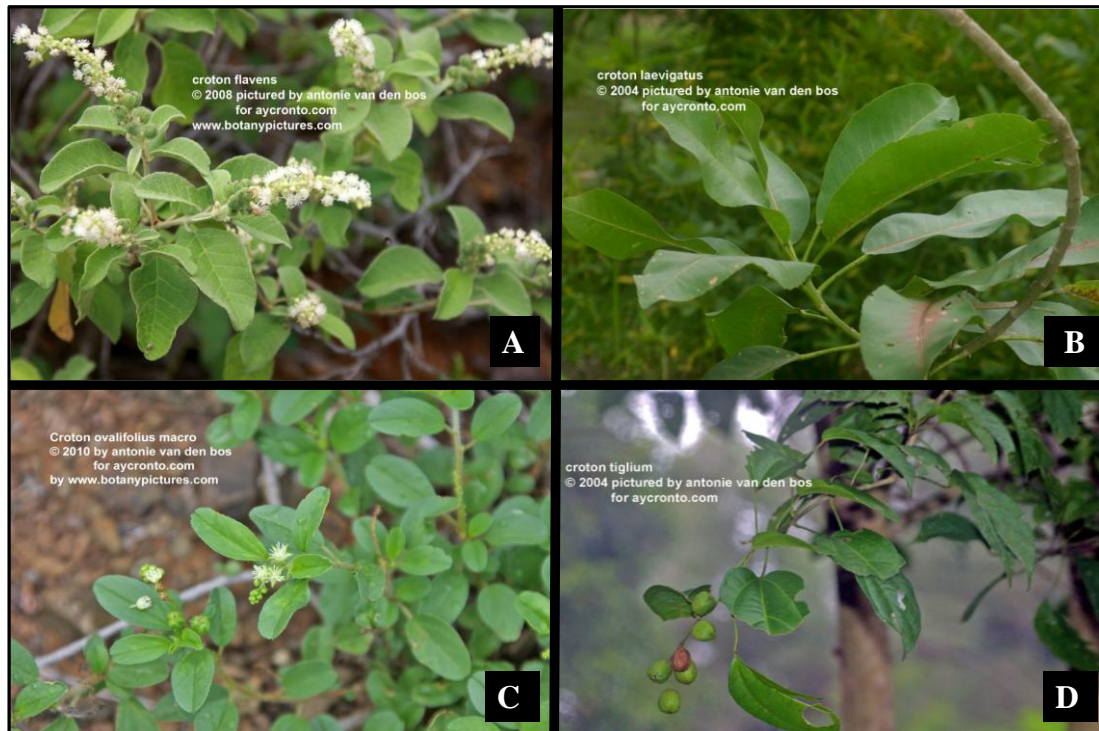 croton flavens
© 2008 pictured by antonie van den bos
for aycronto.com
www.botanypictures.com
A
croton laevigatus
© 2004 pictured by antonie van den bos
for aycronto.com
B
Croton ovalifolius macro
© 2010 by antonie van den bos
for aycronto.com
by www.botanypictures.com
C
croton tiglium
© 2004 pictured by antonie van den bos
for aycronto.com
D